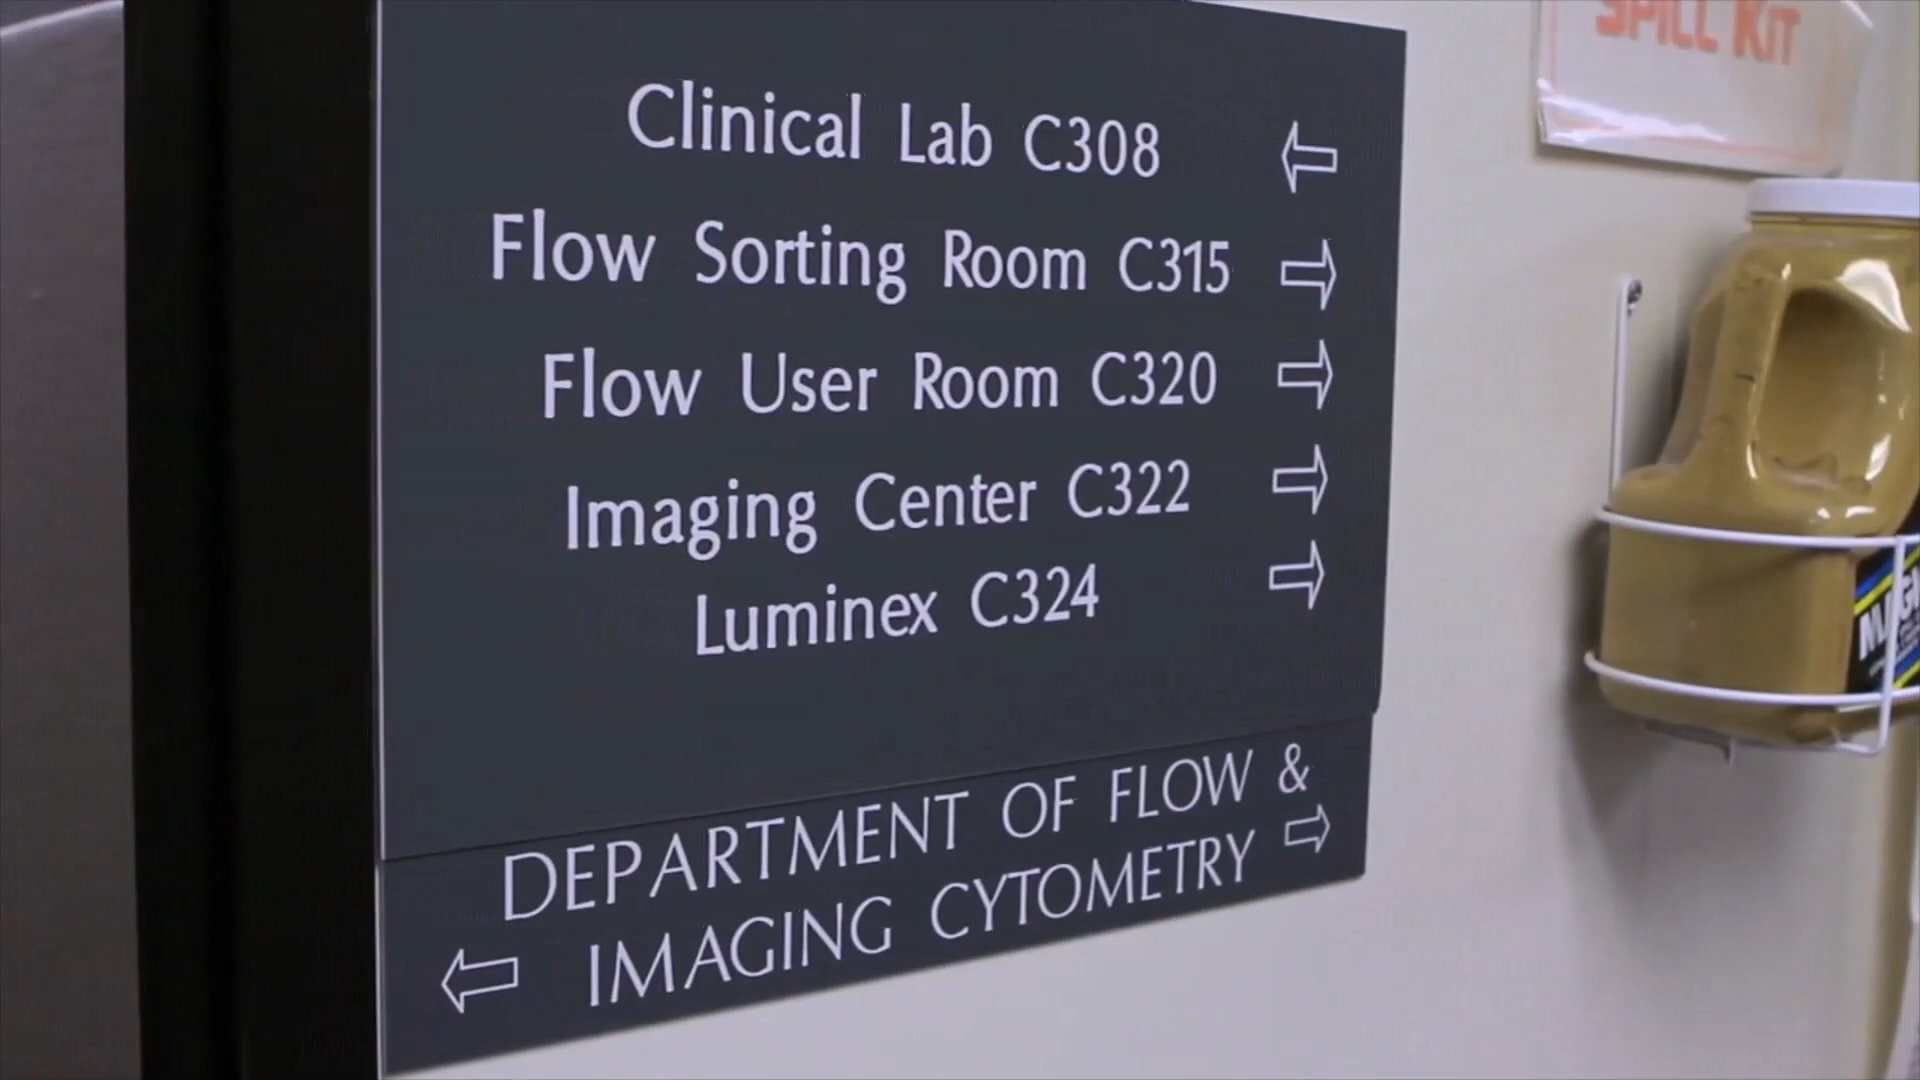 SPILL KIT
Clinical Lab C308
Flow Sorting Room C315
Flow User Room C320
Imaging Center C322
Luminex C324
DEPARTMENT OF FLOW &
IMAGING CYTOMETRY